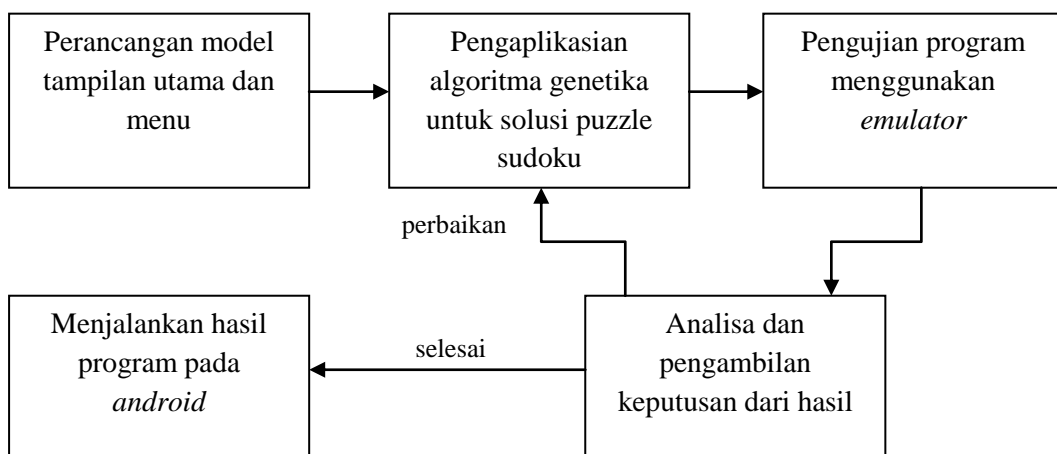 Perancangan model
tampilan utama dan
menu
Pengaplikasian
algoritma genetika
untuk solusi puzzle
sudoku
Pengujian program
menggunakan
emulator
perbaikan
Menjalankan hasil
program pada
android
selesai
Analisa dan
pengambilan
keputusan dari hasil